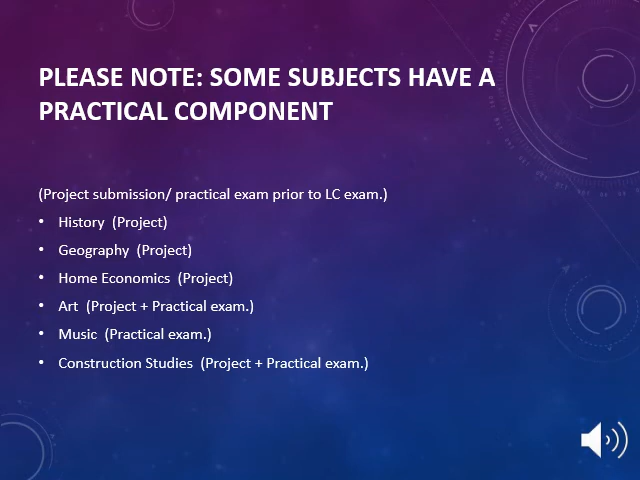 PLEASE NOTE: SOME SUBJECTS HAVE A
PRACTICAL COMPONENT
(Project submission/ practical exam prior to LC exam.)
• History  (Project)
• Geography  (Project)
• Home Economics  (Project)
• Art  (Project + Practical exam.)
• Music  (Practical exam.)
• Construction Studies  (Project + Practical exam.)